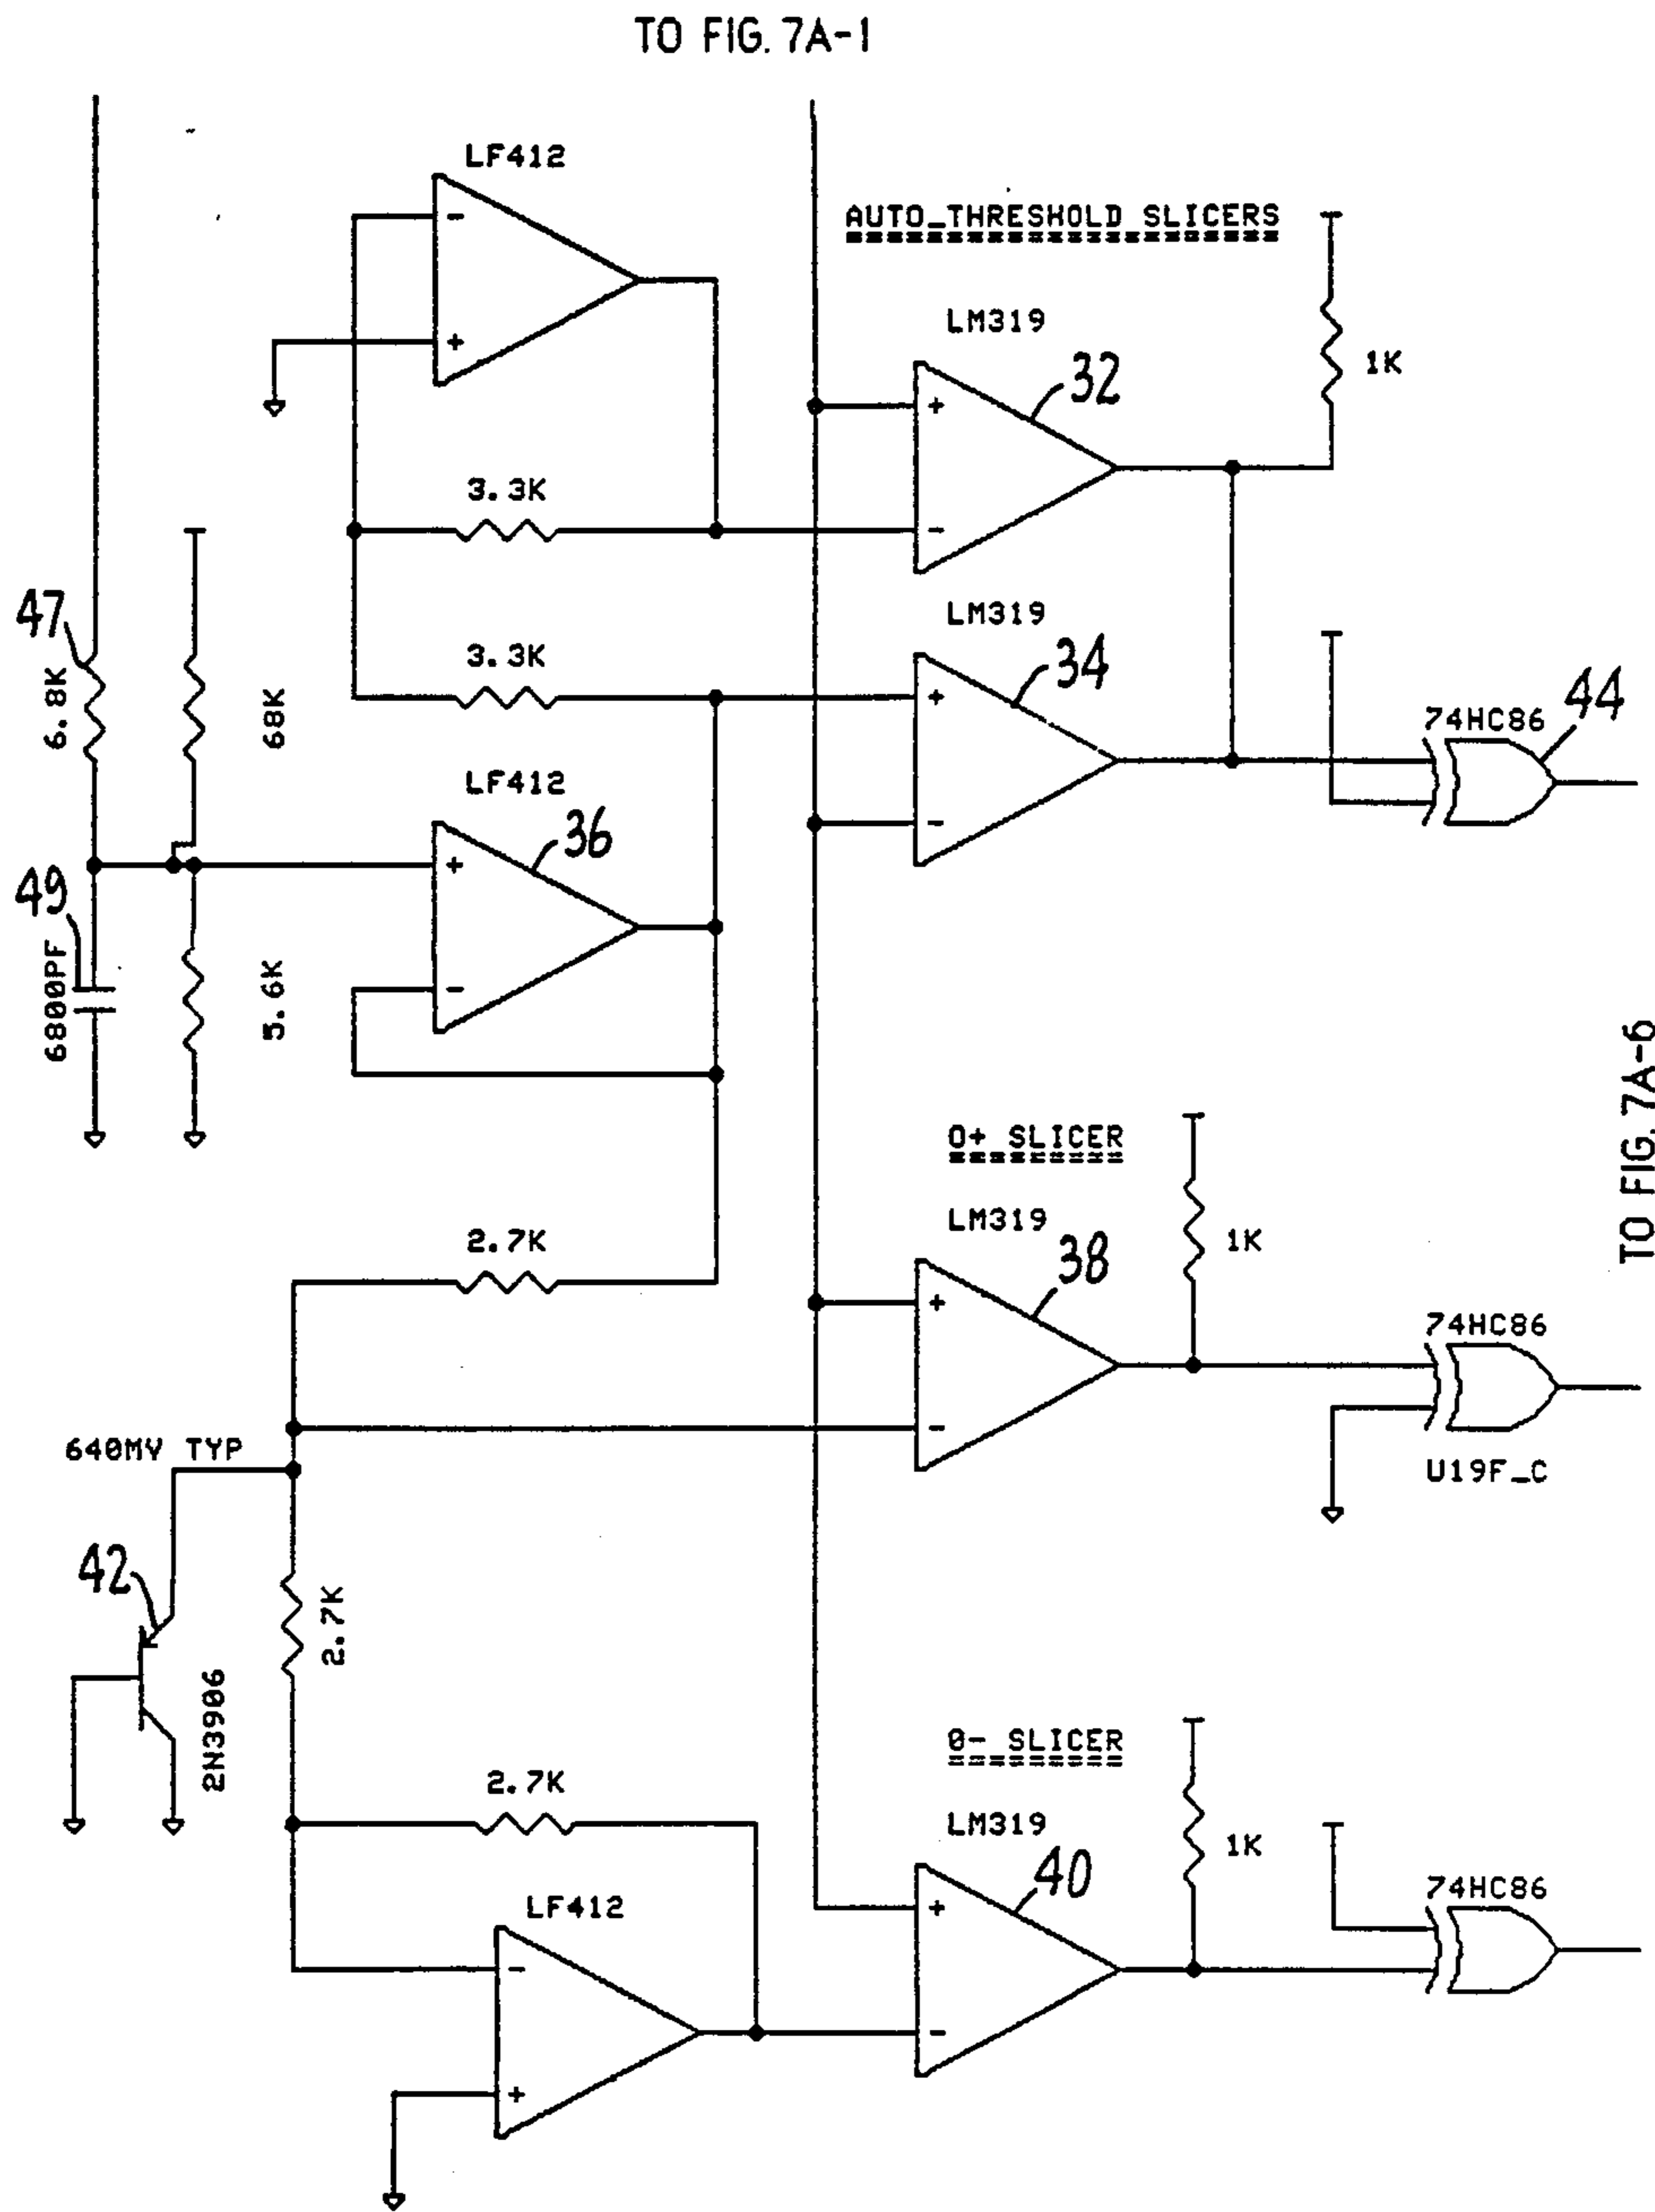 TO FIG. 7A-1
LF412
AUTO_THRESHOLD SLICERS
LM319
32
1K
3.3K
LM319
47
6.8K
68K
3.3K
34
74HC86
44
LF412
36
49
6800PF
5.6K
TO FIG. 7A-6
0+ SLICER
LM319
1K
2.7K
38
74HC86
640MV TYP
U19F_C
42
2.7K
2N3906
0- SLICER
2.7K
LM319
1K
40
74HC86
LF412